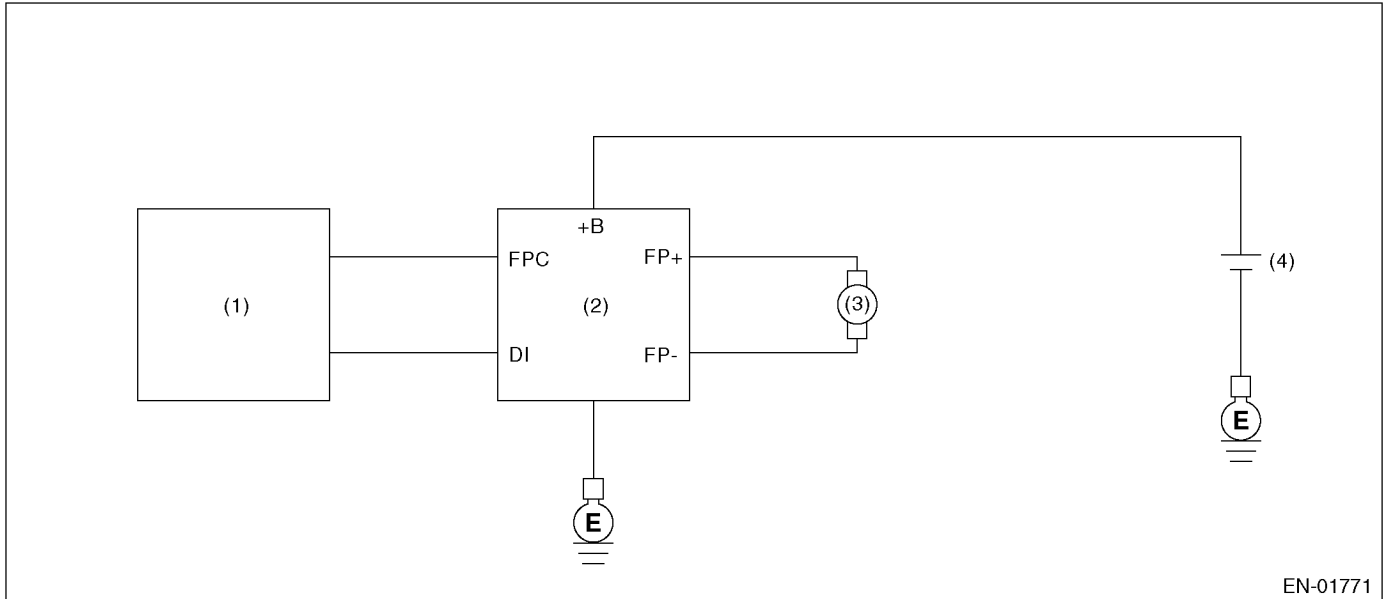 +B
FPC
FP+
(1)
(2)
(3)
(4)
DI
FP-
E
E
EN-01771